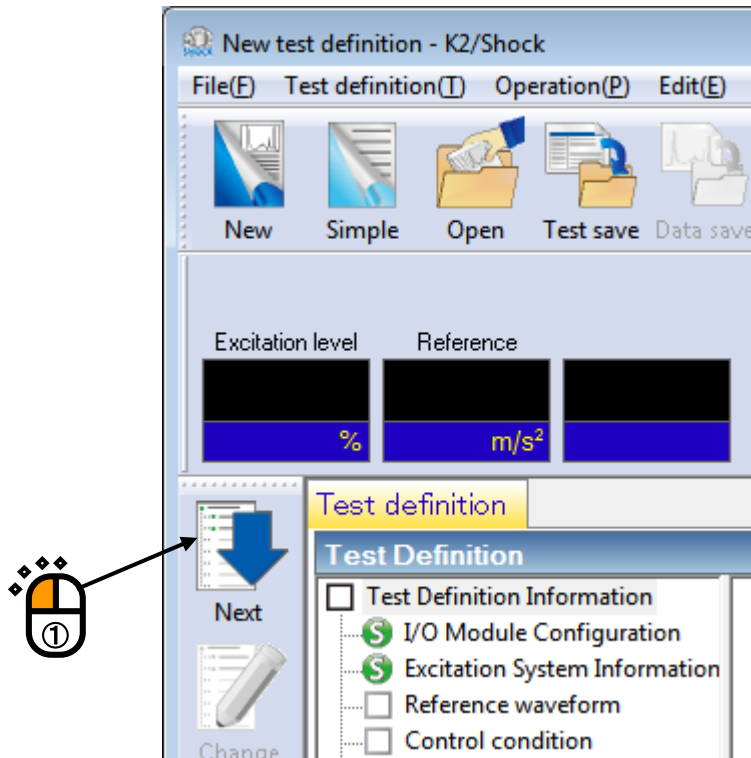 New test definition - K2/Shock
File(F) Test definition(T) Operation(P) Edit(E)
New Simple Open Test save Data save
Excitation level Reference
% m/s²
Test definition
Test Definition
Next
Test Definition Information
S I/O Module Configuration
S Excitation System Information
Reference waveform
Control condition
Change
①